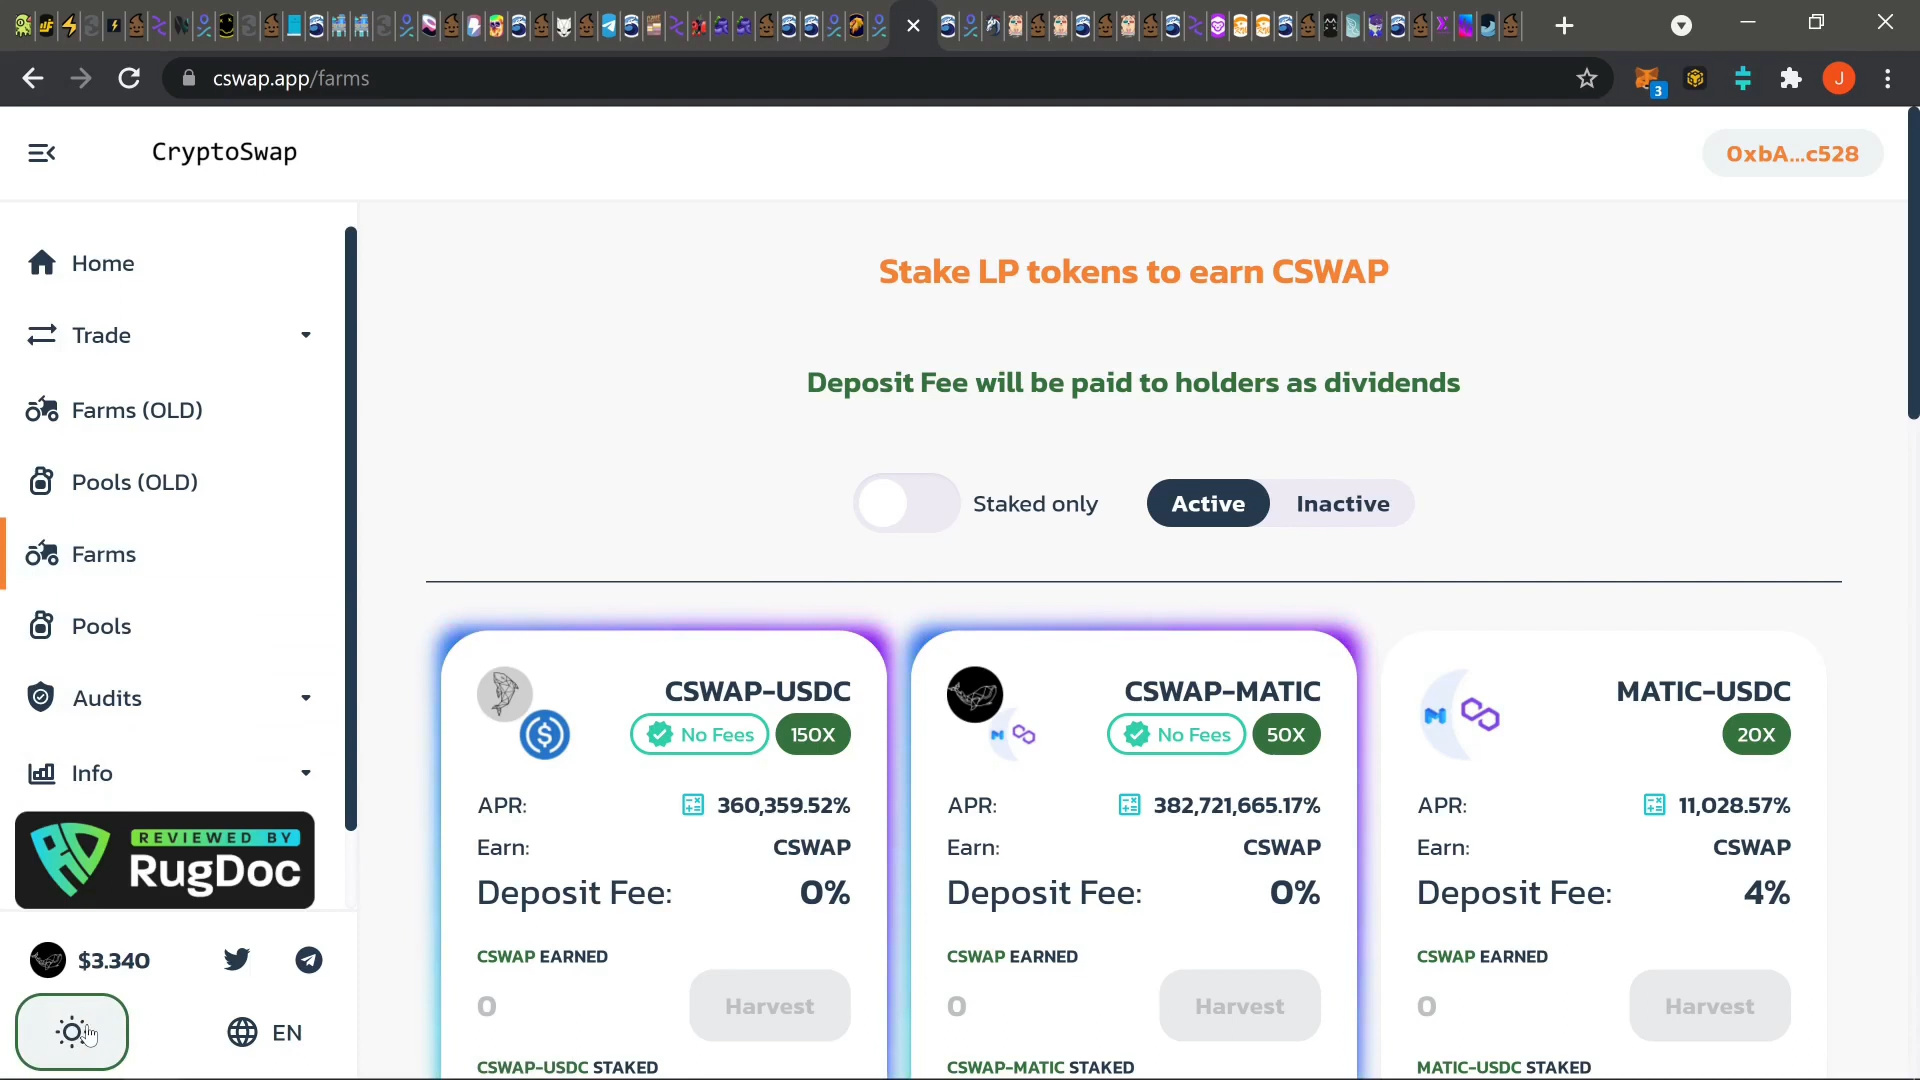 cswap.app/farms
3
J
CryptoSwap
0xbA...c528
Home
Trade
Farms (OLD)
Pools (OLD)
Farms
Pools
Audits
Info
REVIEWED BY
RugDoc
$3.340
EN
Stake LP tokens to earn CSWAP
Deposit Fee will be paid to holders as dividends
Staked only
Active
Inactive
CSWAP-USDC
No Fees
150X
APR:
360,359.52%
Earn:
CSWAP
Deposit Fee:
0%
CSWAP EARNED
0
Harvest
CSWAP-USDC STAKED
CSWAP-MATIC
No Fees
50X
APR:
382,721,665.17%
Earn:
CSWAP
Deposit Fee:
0%
CSWAP EARNED
0
Harvest
CSWAP-MATIC STAKED
MATIC-USDC
20X
APR:
11,028.57%
Earn:
CSWAP
Deposit Fee:
4%
CSWAP EARNED
0
Harvest
MATIC-USDC STAKED